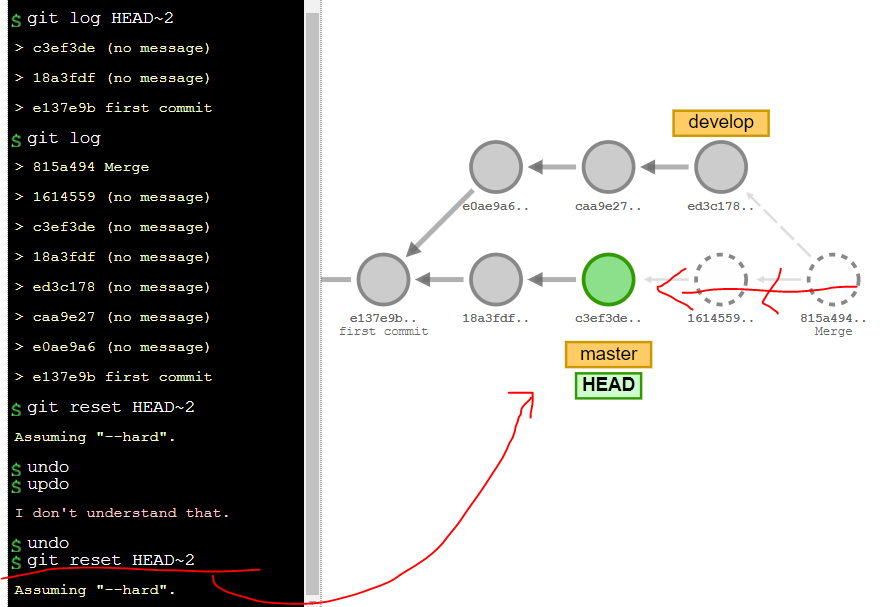 $ git log HEAD~2
> c3ef3de (no message)
> 18a3fdf (no message)
> e137e9b first commit
$ git log
> 815a494 Merge
> 1614559 (no message)
> c3ef3de (no message)
> 18a3fdf (no message)
> ed3c178 (no message)
> caa9e27 (no message)
> e0ae9a6 (no message)
> e137e9b first commit
$ git reset HEAD~2
Assuming "--hard".
$ undo
$ updo
I don't understand that.
$ undo
$ git reset HEAD~2
Assuming "--hard".
develop
e0ae9a6..
caa9e27..
ed3c178..
e137e9b..
first commit
18a3fdf..
c3ef3de..
1614559..
815a494..
Merge
master
HEAD